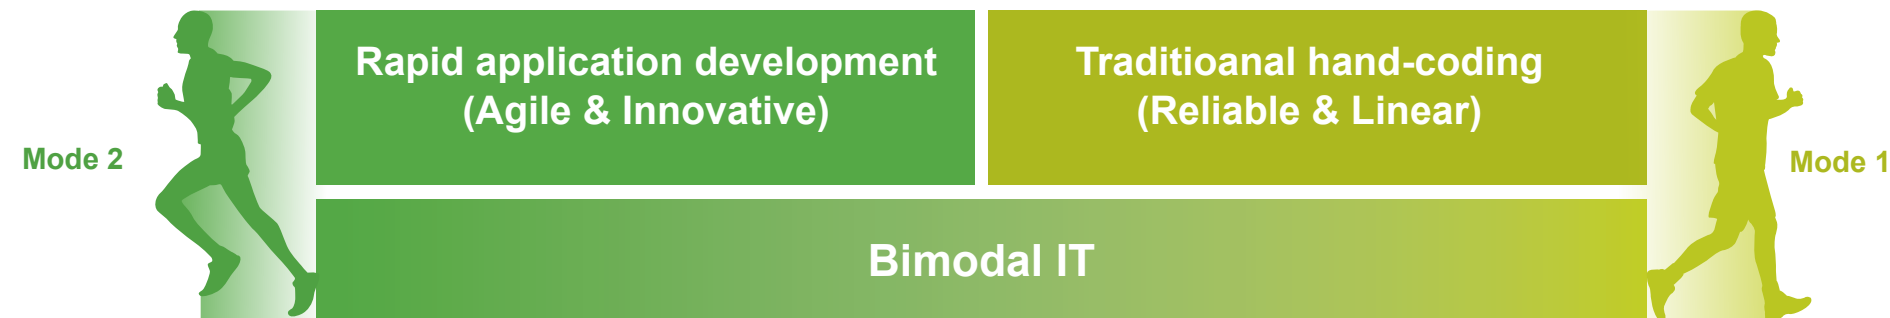 Mode 2
Rapid application development
(Agile & Innovative)
Traditioanal hand-coding
(Reliable & Linear)
Mode 1
Bimodal IT